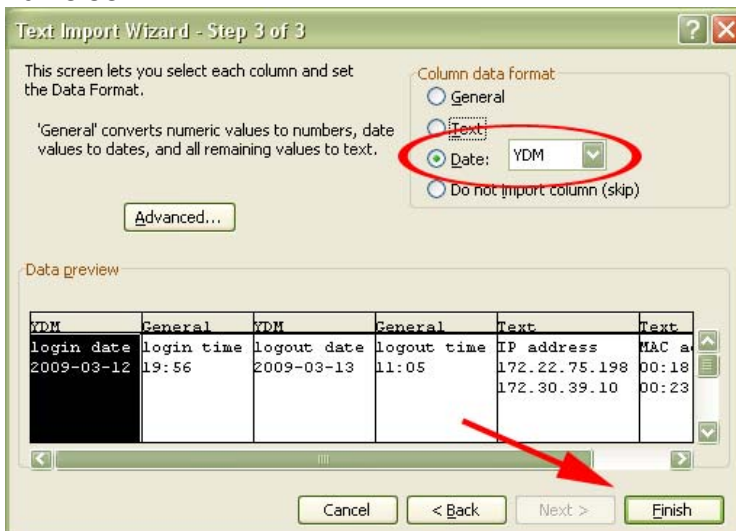 Text Import Wizard - Step 3 of 3
This screen lets you select each column and set
the Data Format.
'General' converts numeric values to numbers, date
values to dates, and all remaining values to text.
Advanced...
Column data format
General
Text
Date: YDM
Do not import column (skip)
Data preview
YDM General YDM General Text Text
login date login time logout date logout time IP address MAC a
2009-03-12 19:56 2009-03-13 11:05 172.22.75.198 00:18
172.30.39.10 00:23
Cancel < Back Next > Finish